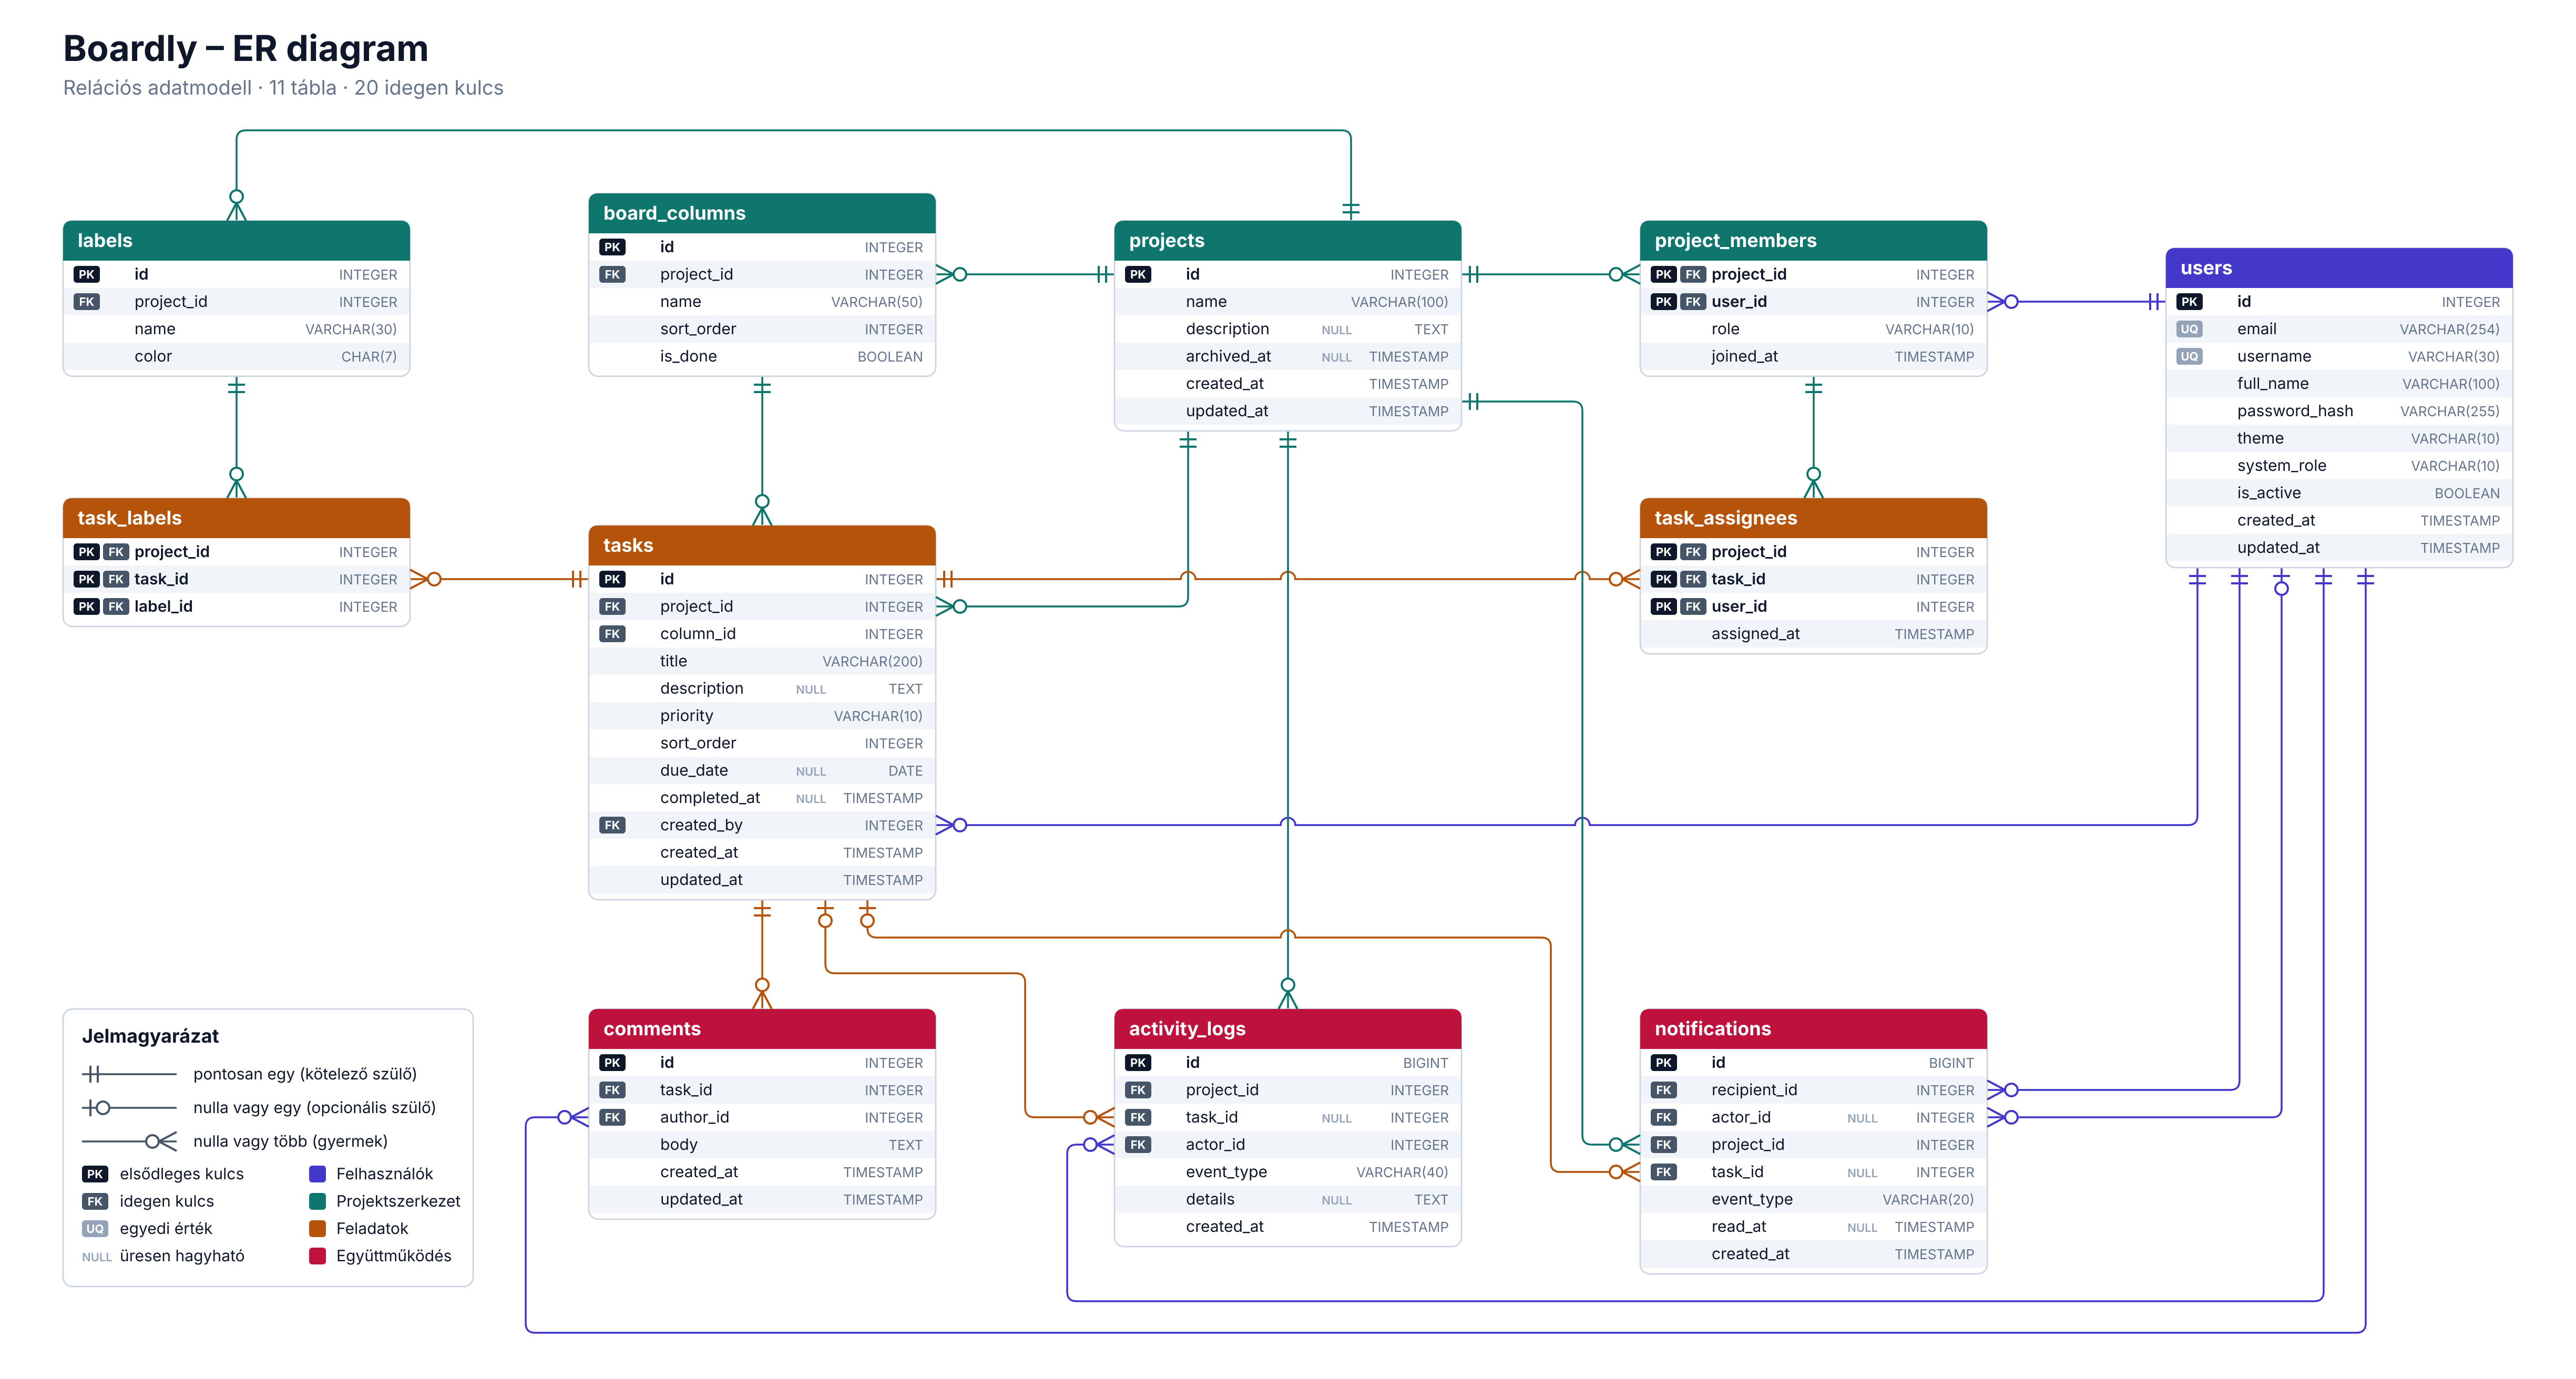 Boardly – ER diagram
Relációs adatmodell · 11 tábla · 20 idegen kulcs
labels
PK id INTEGER
FK project_id INTEGER
name VARCHAR(30)
color CHAR(7)
board_columns
PK id INTEGER
FK project_id INTEGER
name VARCHAR(50)
sort_order INTEGER
is_done BOOLEAN
projects
PK id INTEGER
name VARCHAR(100)
description NULL TEXT
archived_at NULL TIMESTAMP
created_at TIMESTAMP
updated_at TIMESTAMP
project_members
PK FK project_id INTEGER
PK FK user_id INTEGER
role VARCHAR(10)
joined_at TIMESTAMP
users
PK id INTEGER
UQ email VARCHAR(254)
UQ username VARCHAR(30)
full_name VARCHAR(100)
password_hash VARCHAR(255)
theme VARCHAR(10)
system_role VARCHAR(10)
is_active BOOLEAN
created_at TIMESTAMP
updated_at TIMESTAMP
task_labels
PK FK project_id INTEGER
PK FK task_id INTEGER
PK FK label_id INTEGER
tasks
PK id INTEGER
FK project_id INTEGER
FK column_id INTEGER
title VARCHAR(200)
description NULL TEXT
priority VARCHAR(10)
sort_order INTEGER
due_date NULL DATE
completed_at NULL TIMESTAMP
FK created_by INTEGER
created_at TIMESTAMP
updated_at TIMESTAMP
task_assignees
PK FK project_id INTEGER
PK FK task_id INTEGER
PK FK user_id INTEGER
assigned_at TIMESTAMP
Jelmagyarázat
pontosan egy (kötelező szülő)
nulla vagy egy (opcionális szülő)
nulla vagy több (gyermek)
PK elsődleges kulcs
FK idegen kulcs
UQ egyedi érték
NULL üresen hagyható
Felhasználók
Projektszerkezet
Feladatok
Együttműködés
comments
PK id INTEGER
FK task_id INTEGER
FK author_id INTEGER
body TEXT
created_at TIMESTAMP
updated_at TIMESTAMP
activity_logs
PK id BIGINT
FK project_id INTEGER
FK task_id NULL INTEGER
FK actor_id INTEGER
event_type VARCHAR(40)
details NULL TEXT
created_at TIMESTAMP
notifications
PK id BIGINT
FK recipient_id INTEGER
FK actor_id NULL INTEGER
FK project_id INTEGER
FK task_id NULL INTEGER
event_type VARCHAR(20)
read_at NULL TIMESTAMP
created_at TIMESTAMP